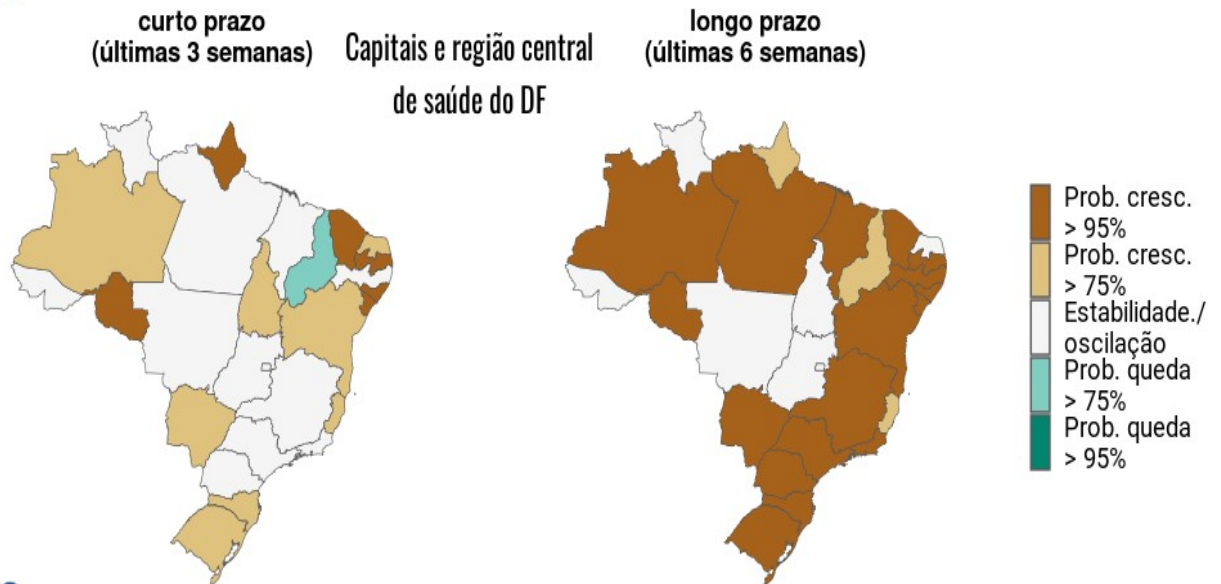 curto prazo
(últimas 3 semanas)
Capitais e região central
de saúde do DF
longo prazo
(últimas 6 semanas)
Prob. cresc.
> 95%
Prob. cresc.
> 75%
Estabilidade./
oscilação
Prob. queda
> 75%
Prob. queda
> 95%